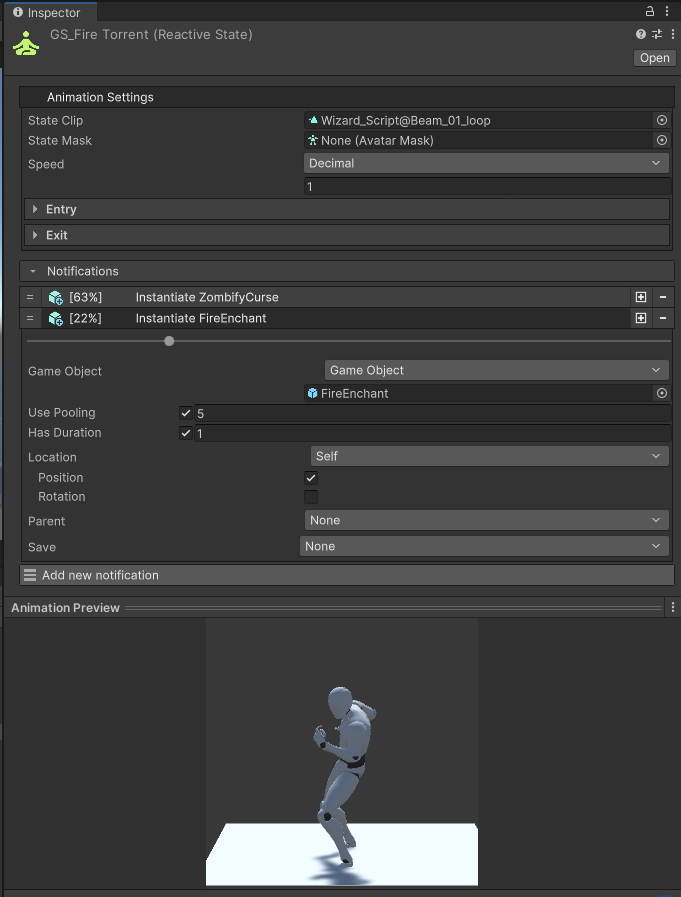 Inspector
GS_Fire Torrent (Reactive State)
Open
Animation Settings
State Clip Wizard_Script@Beam_01_loop
State Mask None (Avatar Mask)
Speed Decimal
1
Entry
Exit
Notifications
[63%] Instantiate ZombifyCurse
[22%] Instantiate FireEnchant
Game Object Game Object
FireEnchant
Use Pooling 5
Has Duration 1
Location Self
Position
Rotation
Parent None
Save None
Add new notification
Animation Preview